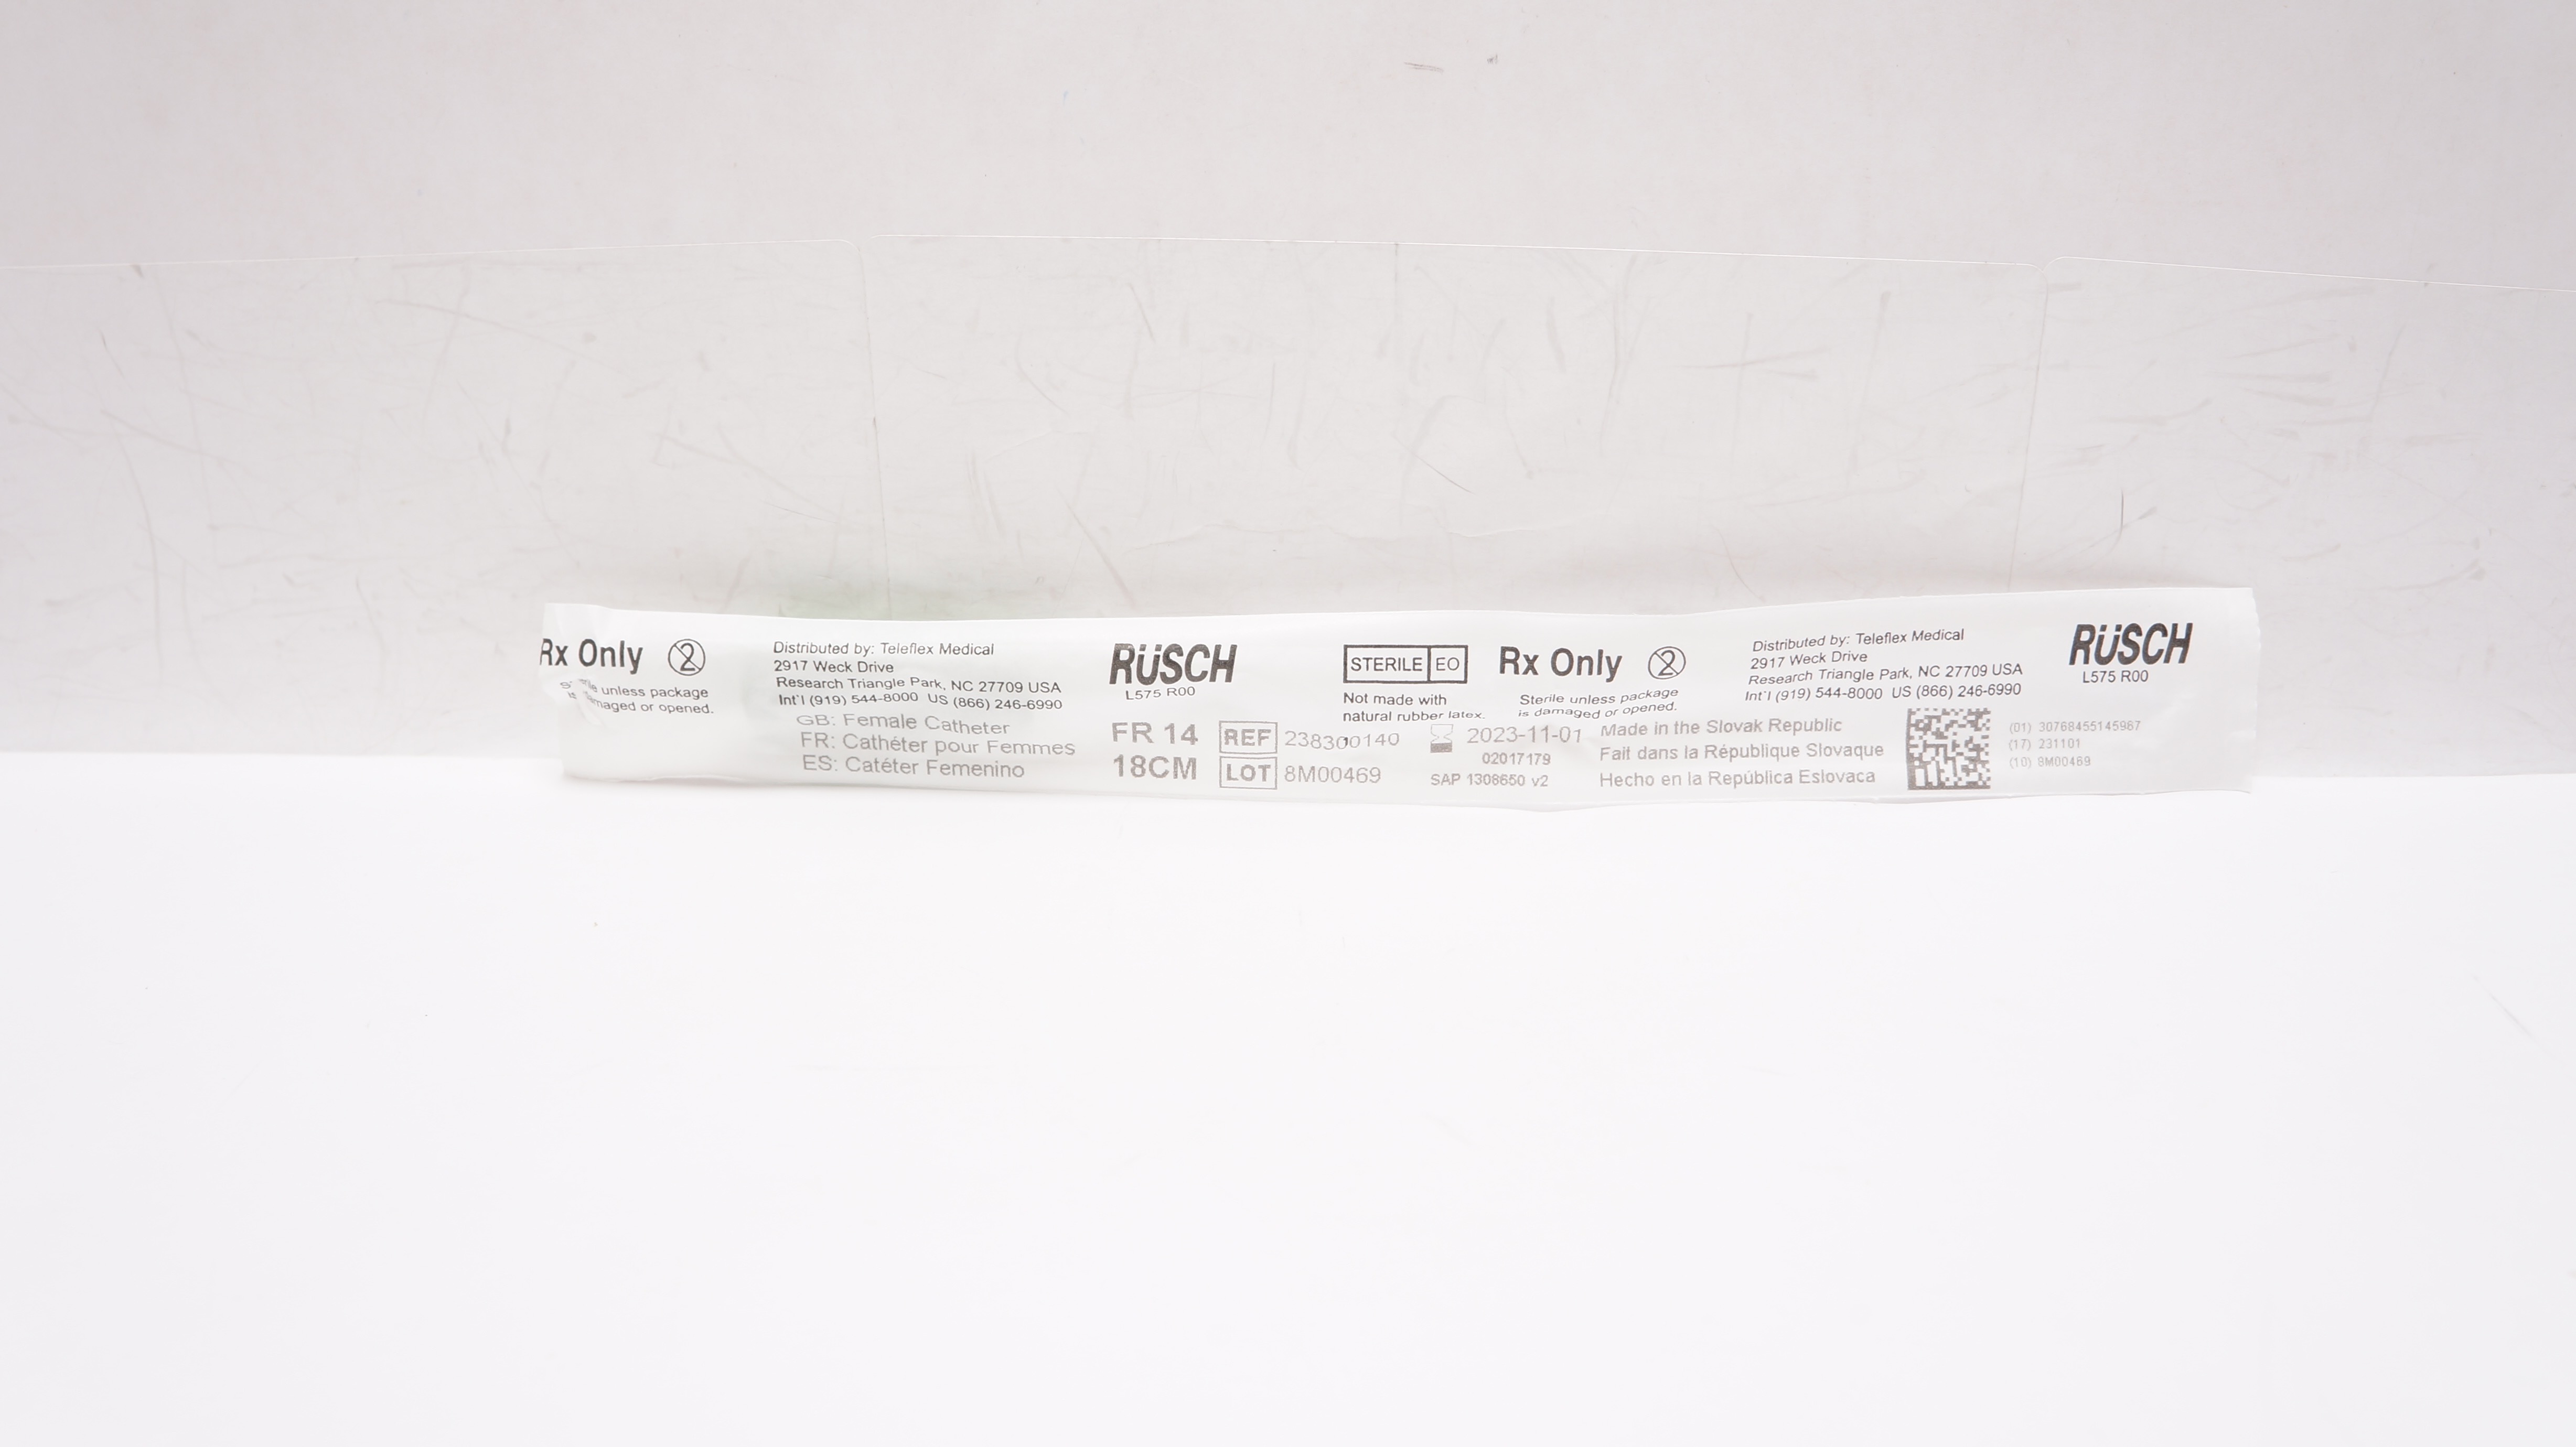 Rx Only
unless package
damaged or opened.
Distributed by: Teleflex Medical
2917 Weck Drive
Research Triangle Park, NC 27709 USA
Int'l (919) 544-8000 US (866) 246-6990
GB: Female Catheter
FR: Cathéter pour Femmes
ES: Catéter Femenino
RÜSCH
L575 R00
FR 14
18CM
REF 238300140
LOT 8M00469
STERILE EO
Not made with
natural rubber latex.
2023-11-01
02017179
SAP 1308650 v2
Rx Only
Sterile unless package
is damaged or opened.
Made in the Slovak Republic
Fait dans la République Slovaque
Hecho en la República Eslovaca
Distributed by: Teleflex Medical
2917 Weck Drive
Research Triangle Park, NC 27709 USA
Int'l (919) 544-8000 US (866) 246-6990
RÜSCH
L575 R00
(01) 30768455145967
(17) 231101
(10) 8M00469